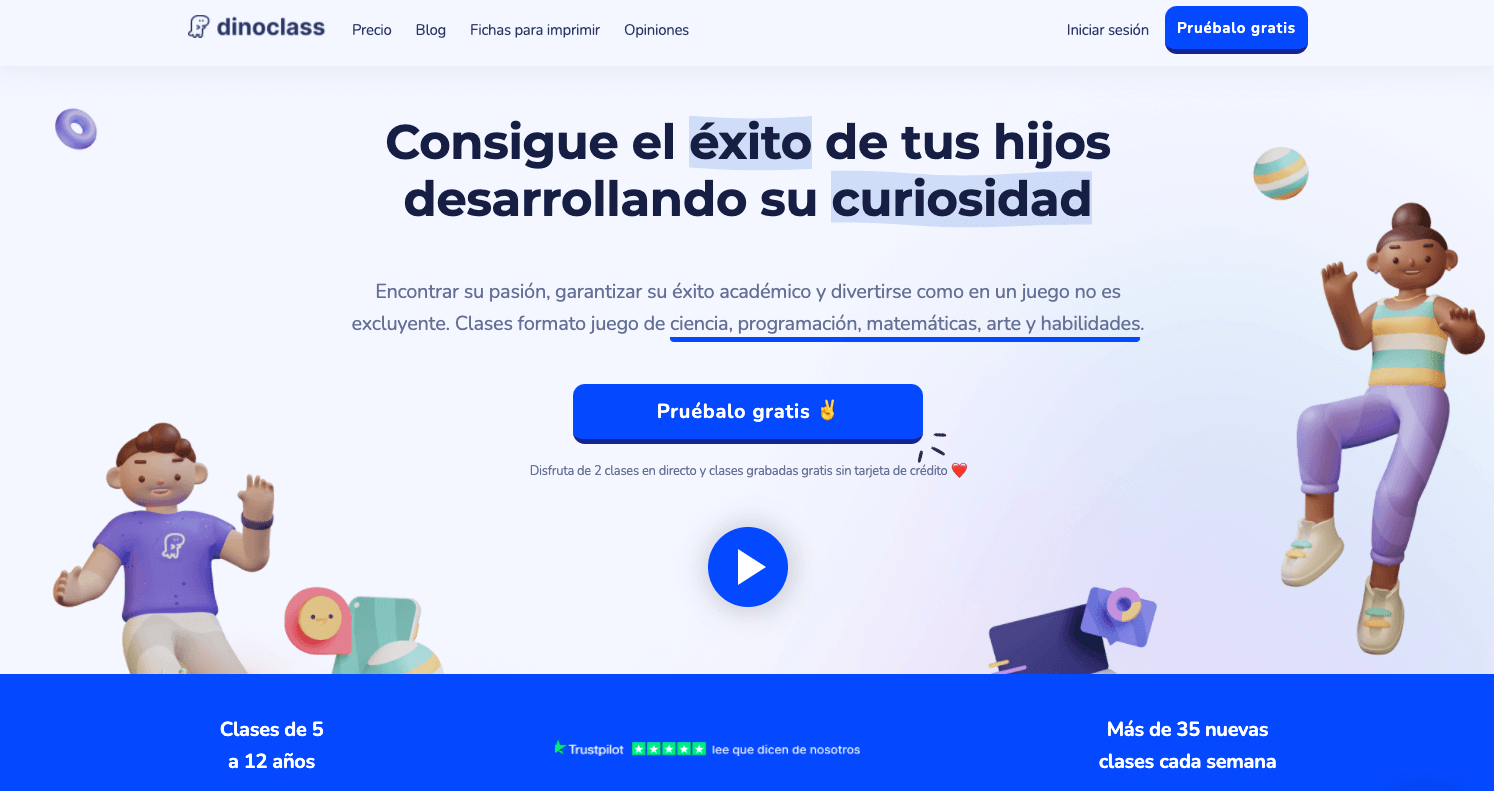 dinoclass
Precio
Blog
Fichas para imprimir
Opiniones
Iniciar sesión
Pruébalo gratis
Consigue el éxito de tus hijos
desarrollando su curiosidad
Encontrar su pasión, garantizar su éxito académico y divertirse como en un juego no es
excluyente. Clases formato juego de ciencia, programación, matemáticas, arte y habilidades.
Pruébalo gratis ✌️
Disfruta de 2 clases en directo y clases grabadas gratis sin tarjeta de crédito ❤️
Clases de 5
a 12 años
Trustpilot lee que dicen de nosotros
Más de 35 nuevas
clases cada semana